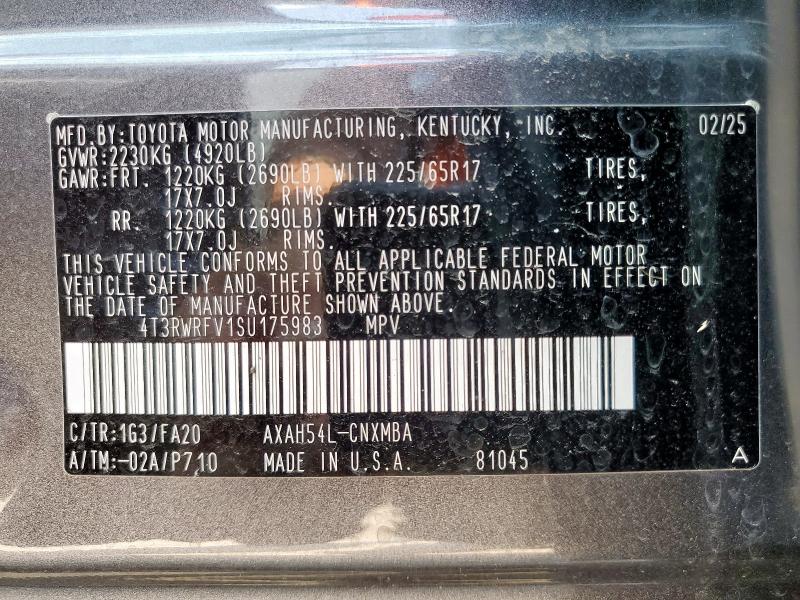 MFD BY:TOYOTA MOTOR MANUFACTURING, KENTUCKY, INC. 02/25
GVWR:2230KG (4920LB)
GAWR:FRT. 1220KG (2690LB) WITH 225/65R17 TIRES,
17X7.0J RIMS.
RR. 1220KG (2690LB) WITH 225/65R17 TIRES,
17X7.0J RIMS.
THIS VEHICLE CONFORMS TO ALL APPLICABLE FEDERAL MOTOR
VEHICLE SAFETY AND THEFT PREVENTION STANDARDS IN EFFECT ON
THE DATE OF MANUFACTURE SHOWN ABOVE.
4T3RWRFV1SU175983 MPV
C/TR:1G3/FA20 AXAH54L-CNXMBA
A/TM:-02A/P710 MADE IN U.S.A. 81045 A